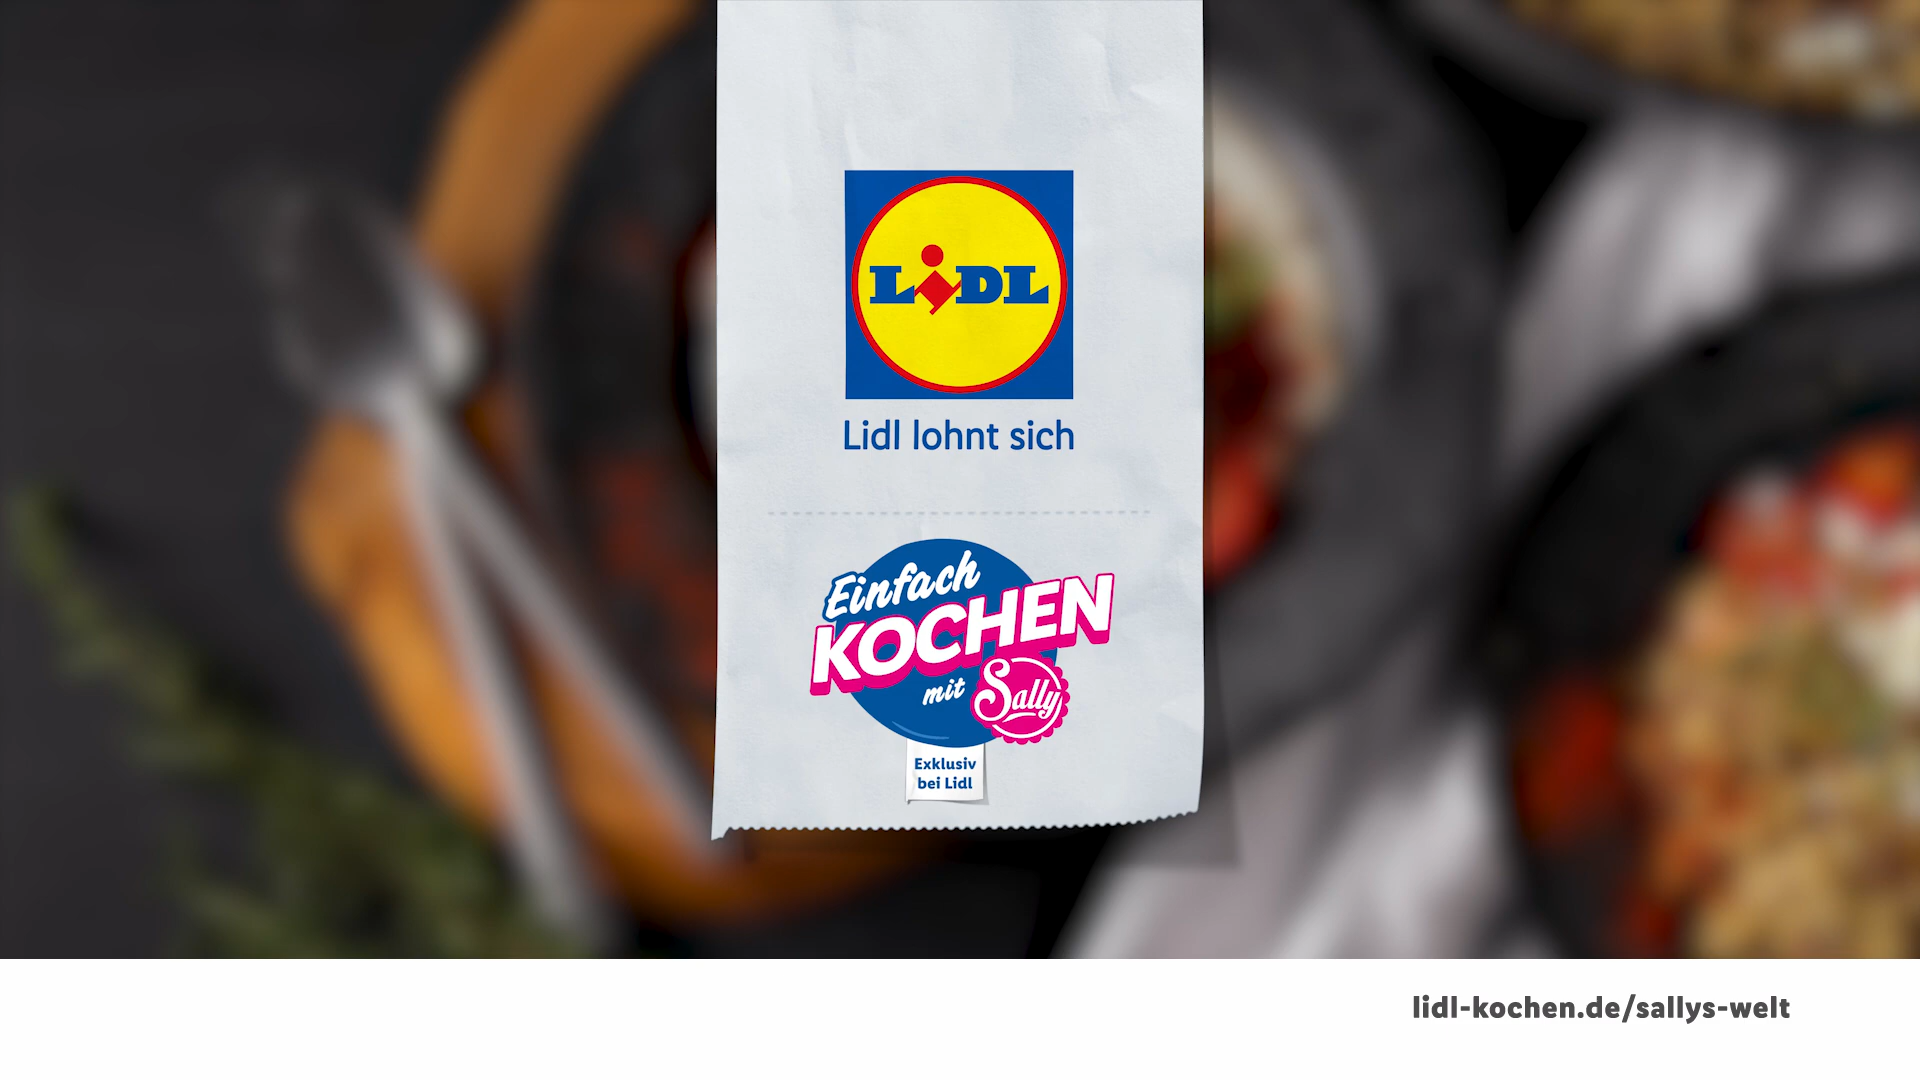 LIDL
Lidl lohnt sich
Einfach
KOCHEN
mit Sally
Exklusiv
bei Lidl
lidl-kochen.de/sallys-welt